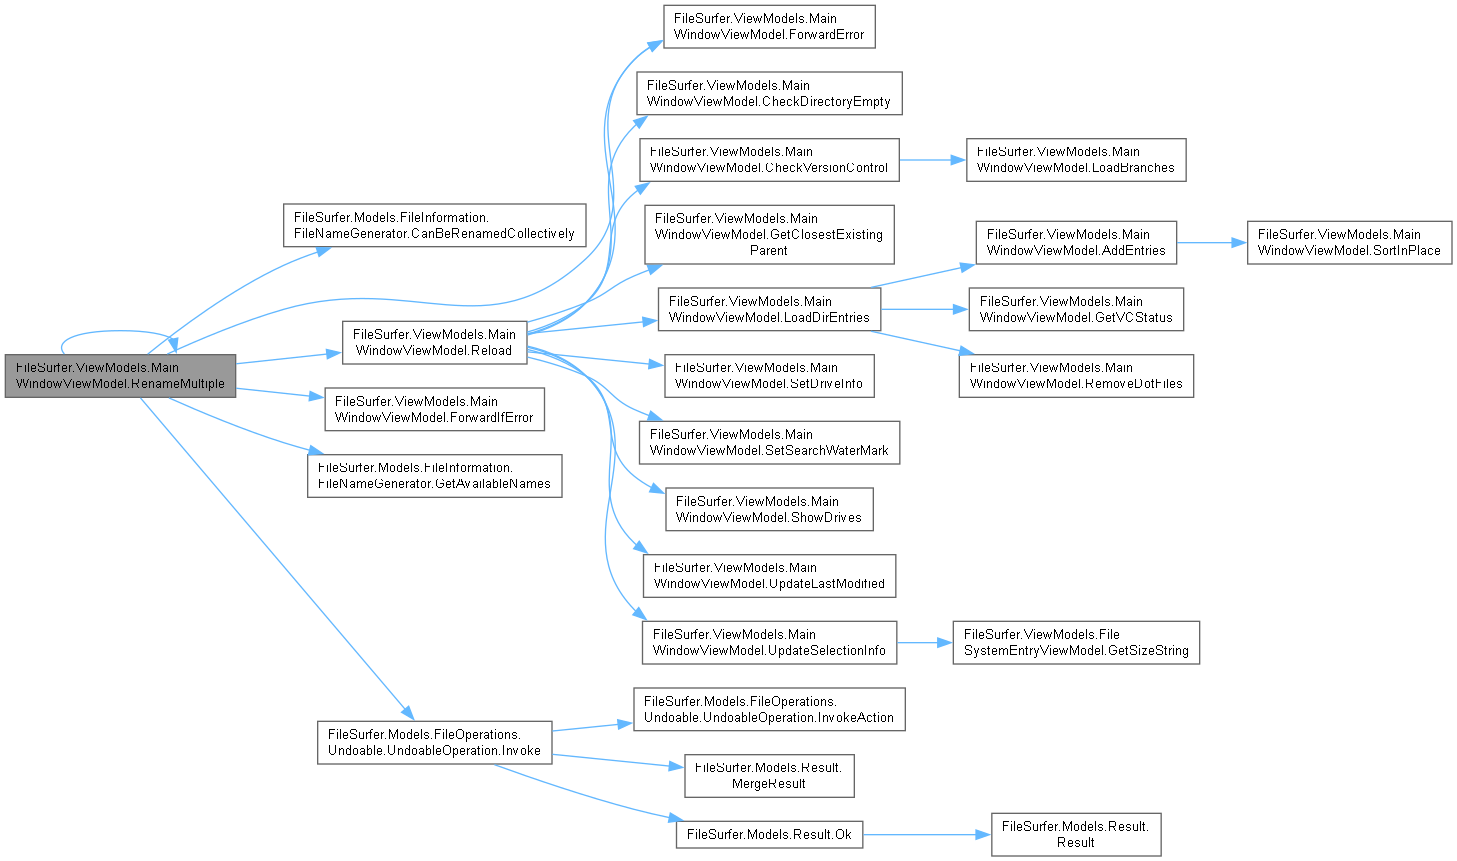 FileSurfer.ViewModels.Main
WindowViewModel.RenameMultiple
FileSurfer.Models.FileInformation.
FileNameGenerator.CanBeRenamedCollectively
FileSurfer.ViewModels.Main
WindowViewModel.Reload
FileSurfer.ViewModels.Main
WindowViewModel.ForwardIfError
FileSurfer.Models.FileInformation.
FileNameGenerator.GetAvailableNames
FileSurfer.Models.FileOperations.
Undoable.UndoableOperation.Invoke
FileSurfer.ViewModels.Main
WindowViewModel.ForwardError
FileSurfer.ViewModels.Main
WindowViewModel.CheckDirectoryEmpty
FileSurfer.ViewModels.Main
WindowViewModel.CheckVersionControl
FileSurfer.ViewModels.Main
WindowViewModel.GetClosestExisting
Parent
FileSurfer.ViewModels.Main
WindowViewModel.LoadDirEntries
FileSurfer.ViewModels.Main
WindowViewModel.SetDriveInfo
FileSurfer.ViewModels.Main
WindowViewModel.SetSearchWaterMark
FileSurfer.ViewModels.Main
WindowViewModel.ShowDrives
FileSurfer.ViewModels.Main
WindowViewModel.UpdateLastModified
FileSurfer.ViewModels.Main
WindowViewModel.UpdateSelectionInfo
FileSurfer.Models.FileOperations.
Undoable.UndoableOperation.InvokeAction
FileSurfer.Models.Result.
MergeResult
FileSurfer.Models.Result.Ok
FileSurfer.ViewModels.Main
WindowViewModel.LoadBranches
FileSurfer.ViewModels.Main
WindowViewModel.AddEntries
FileSurfer.ViewModels.Main
WindowViewModel.GetVCStatus
FileSurfer.ViewModels.Main
WindowViewModel.RemoveDotFiles
FileSurfer.ViewModels.File
SystemEntryViewModel.GetSizeString
FileSurfer.Models.Result.
Result
FileSurfer.ViewModels.Main
WindowViewModel.SortInPlace